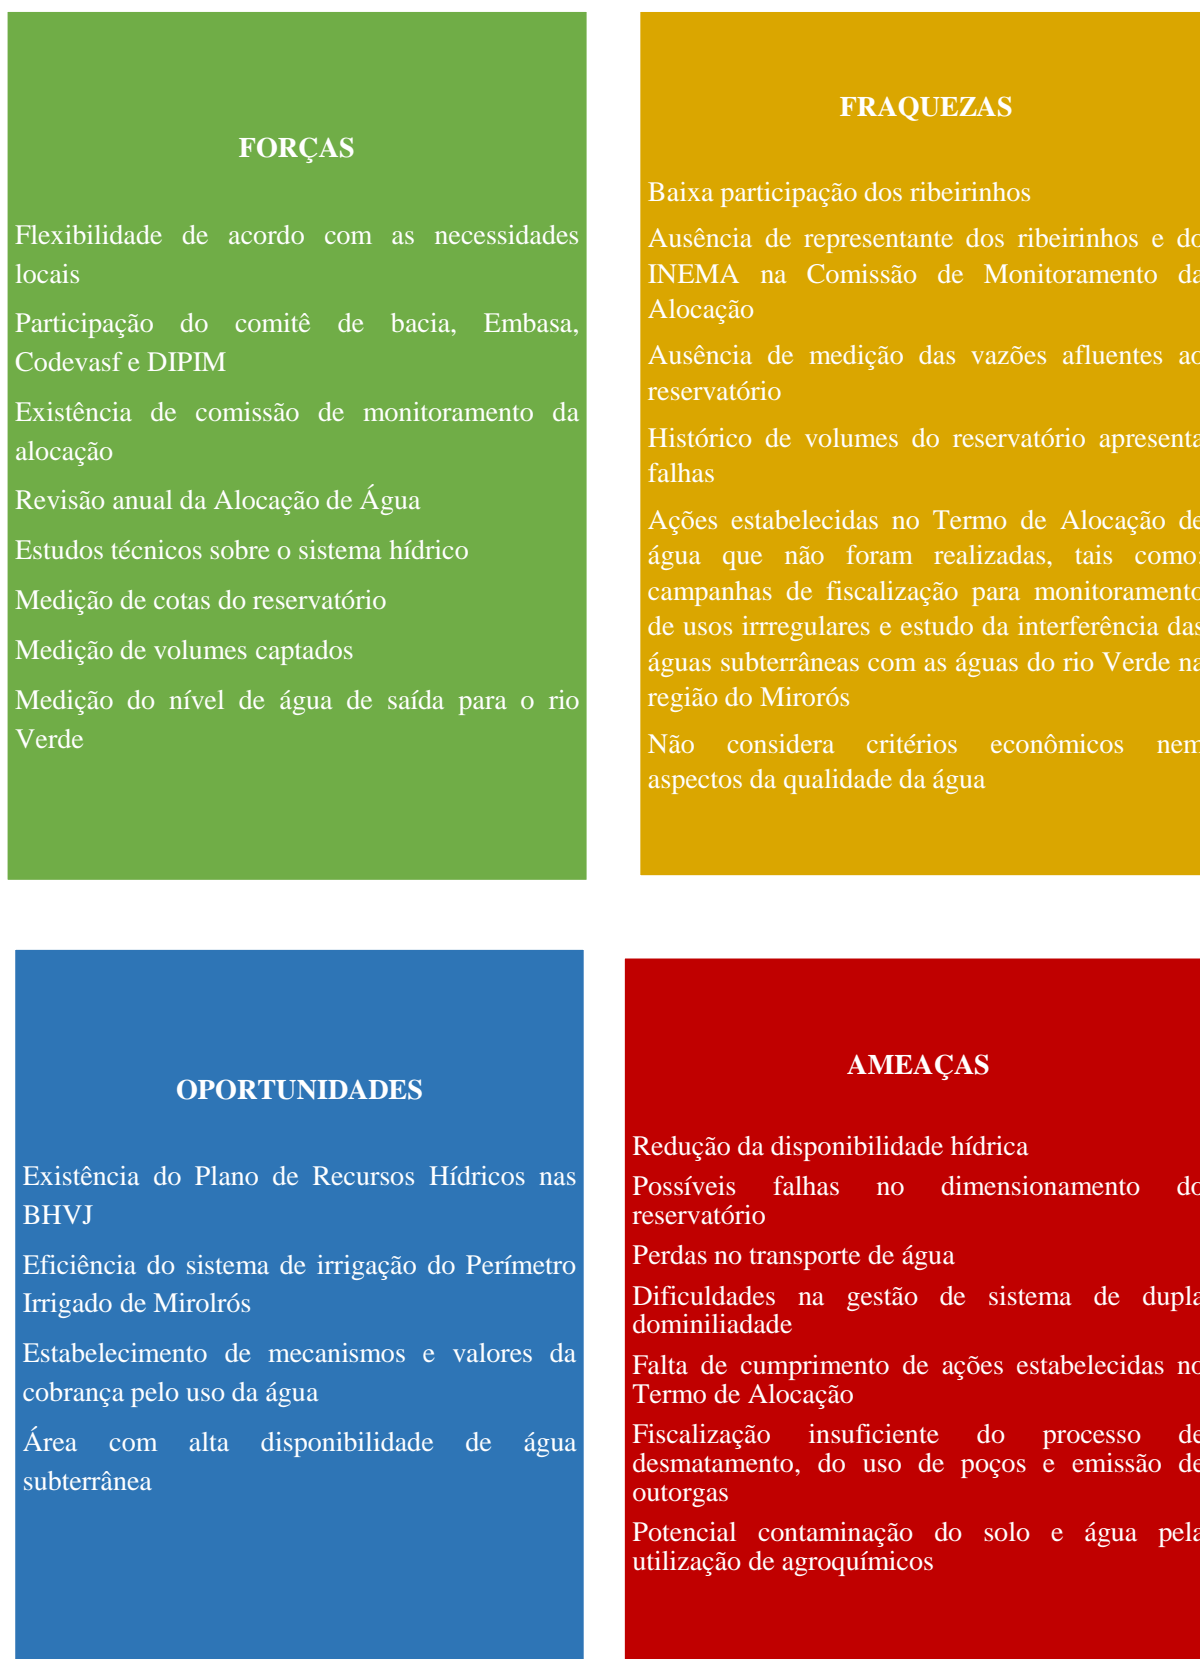 FORÇAS
Flexibilidade de acordo com as necessidades
locais
Participação do comitê de bacia, Embasa,
Codevasf e DIPIM
Existência de comissão de monitoramento da
alocação
Revisão anual da Alocação de Água
Estudos técnicos sobre o sistema hídrico
Medição de cotas do reservatório
Medição de volumes captados
Medição do nível de água de saída para o rio
Verde
FRAQUEZAS
Baixa participação dos ribeirinhos
Ausência de representante dos ribeirinhos e do
INEMA na Comissão de Monitoramento da
Alocação
Ausência de medição das vazões afluentes ao
reservatório
Histórico de volumes do reservatório apresenta
falhas
Ações estabelecidas no Termo de Alocação de
água que não foram realizadas, tais como:
campanhas de fiscalização para monitoramento
de usos irrregulares e estudo da interferência das
águas subterrâneas com as águas do rio Verde na
região do Mirorós
Não considera critérios econômicos nem
aspectos da qualidade da água
OPORTUNIDADES
Existência do Plano de Recursos Hídricos nas
BHVJ
Eficiência do sistema de irrigação do Perímetro
Irrigado de Mirolrós
Estabelecimento de mecanismos e valores da
cobrança pelo uso da água
Área com alta disponibilidade de água
subterrânea
AMEAÇAS
Redução da disponibilidade hídrica
Possíveis falhas no dimensionamento do
reservatório
Perdas no transporte de água
Dificuldades na gestão de sistema de dupla
dominiliadade
Falta de cumprimento de ações estabelecidas no
Termo de Alocação
Fiscalização insuficiente do processo de
desmatamento, do uso de poços e emissão de
outorgas
Potencial contaminação do solo e água pela
utilização de agroquímicos